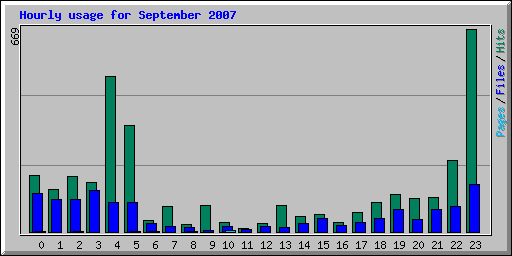 Hourly usage for September 2007
669
Pages / Files / Hits
0 1 2 3 4 5 6 7 8 9 10 11 12 13 14 15 16 17 18 19 20 21 22 23